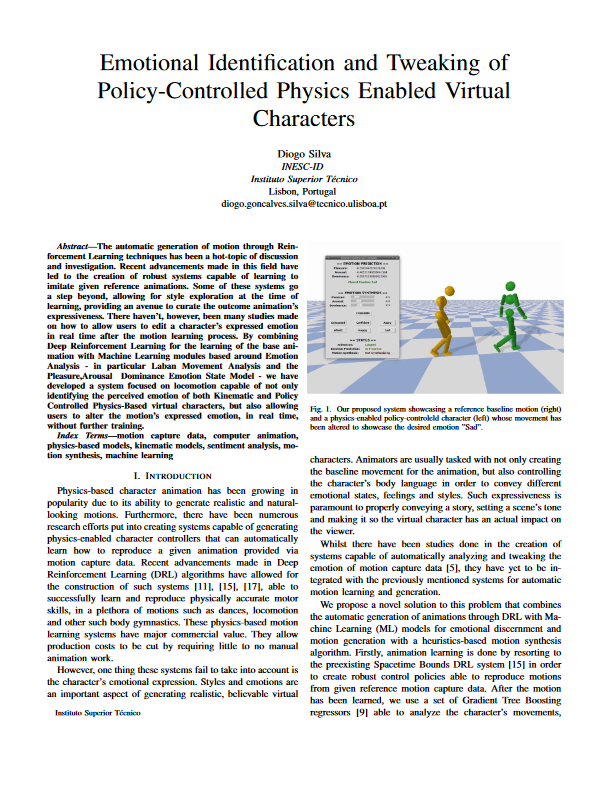 Emotional Identification and Tweaking of
Policy-Controlled Physics Enabled Virtual
Characters
Diogo Silva
INESC-ID
Instituto Superior Técnico
Lisbon, Portugal
diogo.goncalves.silva@tecnico.ulisboa.pt
Abstract—The automatic generation of motion through Rein-
forcement Learning techniques has been a hot-topic of discussion
and investigation. Recent advancements made in this field have
led to the creation of robust systems capable of learning to
imitate given reference animations. Some of these systems go
a step beyond, allowing for style exploration at the time of
learning, providing an avenue to curate the outcome animation's
expressiveness. There haven't, however, been many studies made
on how to allow users to edit a character's expressed emotion
in real time after the motion learning process. By combining
Deep Reinforcement Learning for the learning of the base ani-
mation with Machine Learning modules based around Emotion
Analysis - in particular Laban Movement Analysis and the
Pleasure,Arousal Dominance Emotion State Model - we have
developed a system focused on locomotion capable of not only
identifying the perceived emotion of both Kinematic and Policy
Controlled Physics-Based virtual characters, but also allowing
users to alter the motion's expressed emotion, in real time,
without further training.
Index Terms—motion capture data, computer animation,
physics-based models, kinematic models, sentiment analysis, mo-
tion synthesis, machine learning
I. Introduction
Physics-based character animation has been growing in
popularity due to its ability to generate realistic and natural-
looking motions. Furthermore, there have been numerous
research efforts put into creating systems capable of generating
physics-enabled character controllers that can automatically
learn how to reproduce a given animation provided via
motion capture data. Recent advancements made in Deep
Reinforcement Learning (DRL) algorithms have allowed for
the construction of such systems [11], [15], [17], able to
successfully learn and reproduce physically accurate motor
skills, in a plethora of motions such as dances, locomotion
and other such body gymnastics. These physics-based motion
learning systems have major commercial value. They allow
production costs to be cut by requiring little to no manual
animation work.
However, one thing these systems fail to take into account is
the character's emotional expression. Styles and emotions are
an important aspect of generating realistic, believable virtual
Instituto Superior Técnico
== EMOTION PREDICTION ==
Pleasure:
Arousal:
Dominance:
== EMOTION SYNTHESIS ==
Pleasure:
Arousal:
Dominance:
Confident
Angry
Afraid
Happy
Sad
== STATUS ==
Fig. 1. Our proposed system showcasing a reference baseline motion (right)
and a physics-enabled policy-controleld character (left) whose movement has
been altered to showcase the desired emotion "Sad".
characters. Animators are usually tasked with not only creating
the baseline movement for the animation, but also controlling
the character's body language in order to convey different
emotional states, feelings and styles. Such expressiveness is
paramount to properly conveying a story, setting a scene's tone
and making it so the virtual character has an actual impact on
the viewer.
Whilst there have been studies done in the creation of
systems capable of automatically analyzing and tweaking the
emotion of motion capture data [5], they have yet to be in-
tegrated with the previously mentioned systems for automatic
motion learning and generation.
We propose a novel solution to this problem that combines
the automatic generation of animations through DRL with Ma-
chine Learning (ML) models for emotional discernment and
motion generation with a heuristics-based motion synthesis
algorithm. Firstly, animation learning is done by resorting to
the preexisting Spacetime Bounds DRL system [15] in order
to create robust control policies able to reproduce motions
from given reference motion capture data. After the motion
has been learned, we use a set of Gradient Tree Boosting
regressors [9] able to analyze the character's movements,